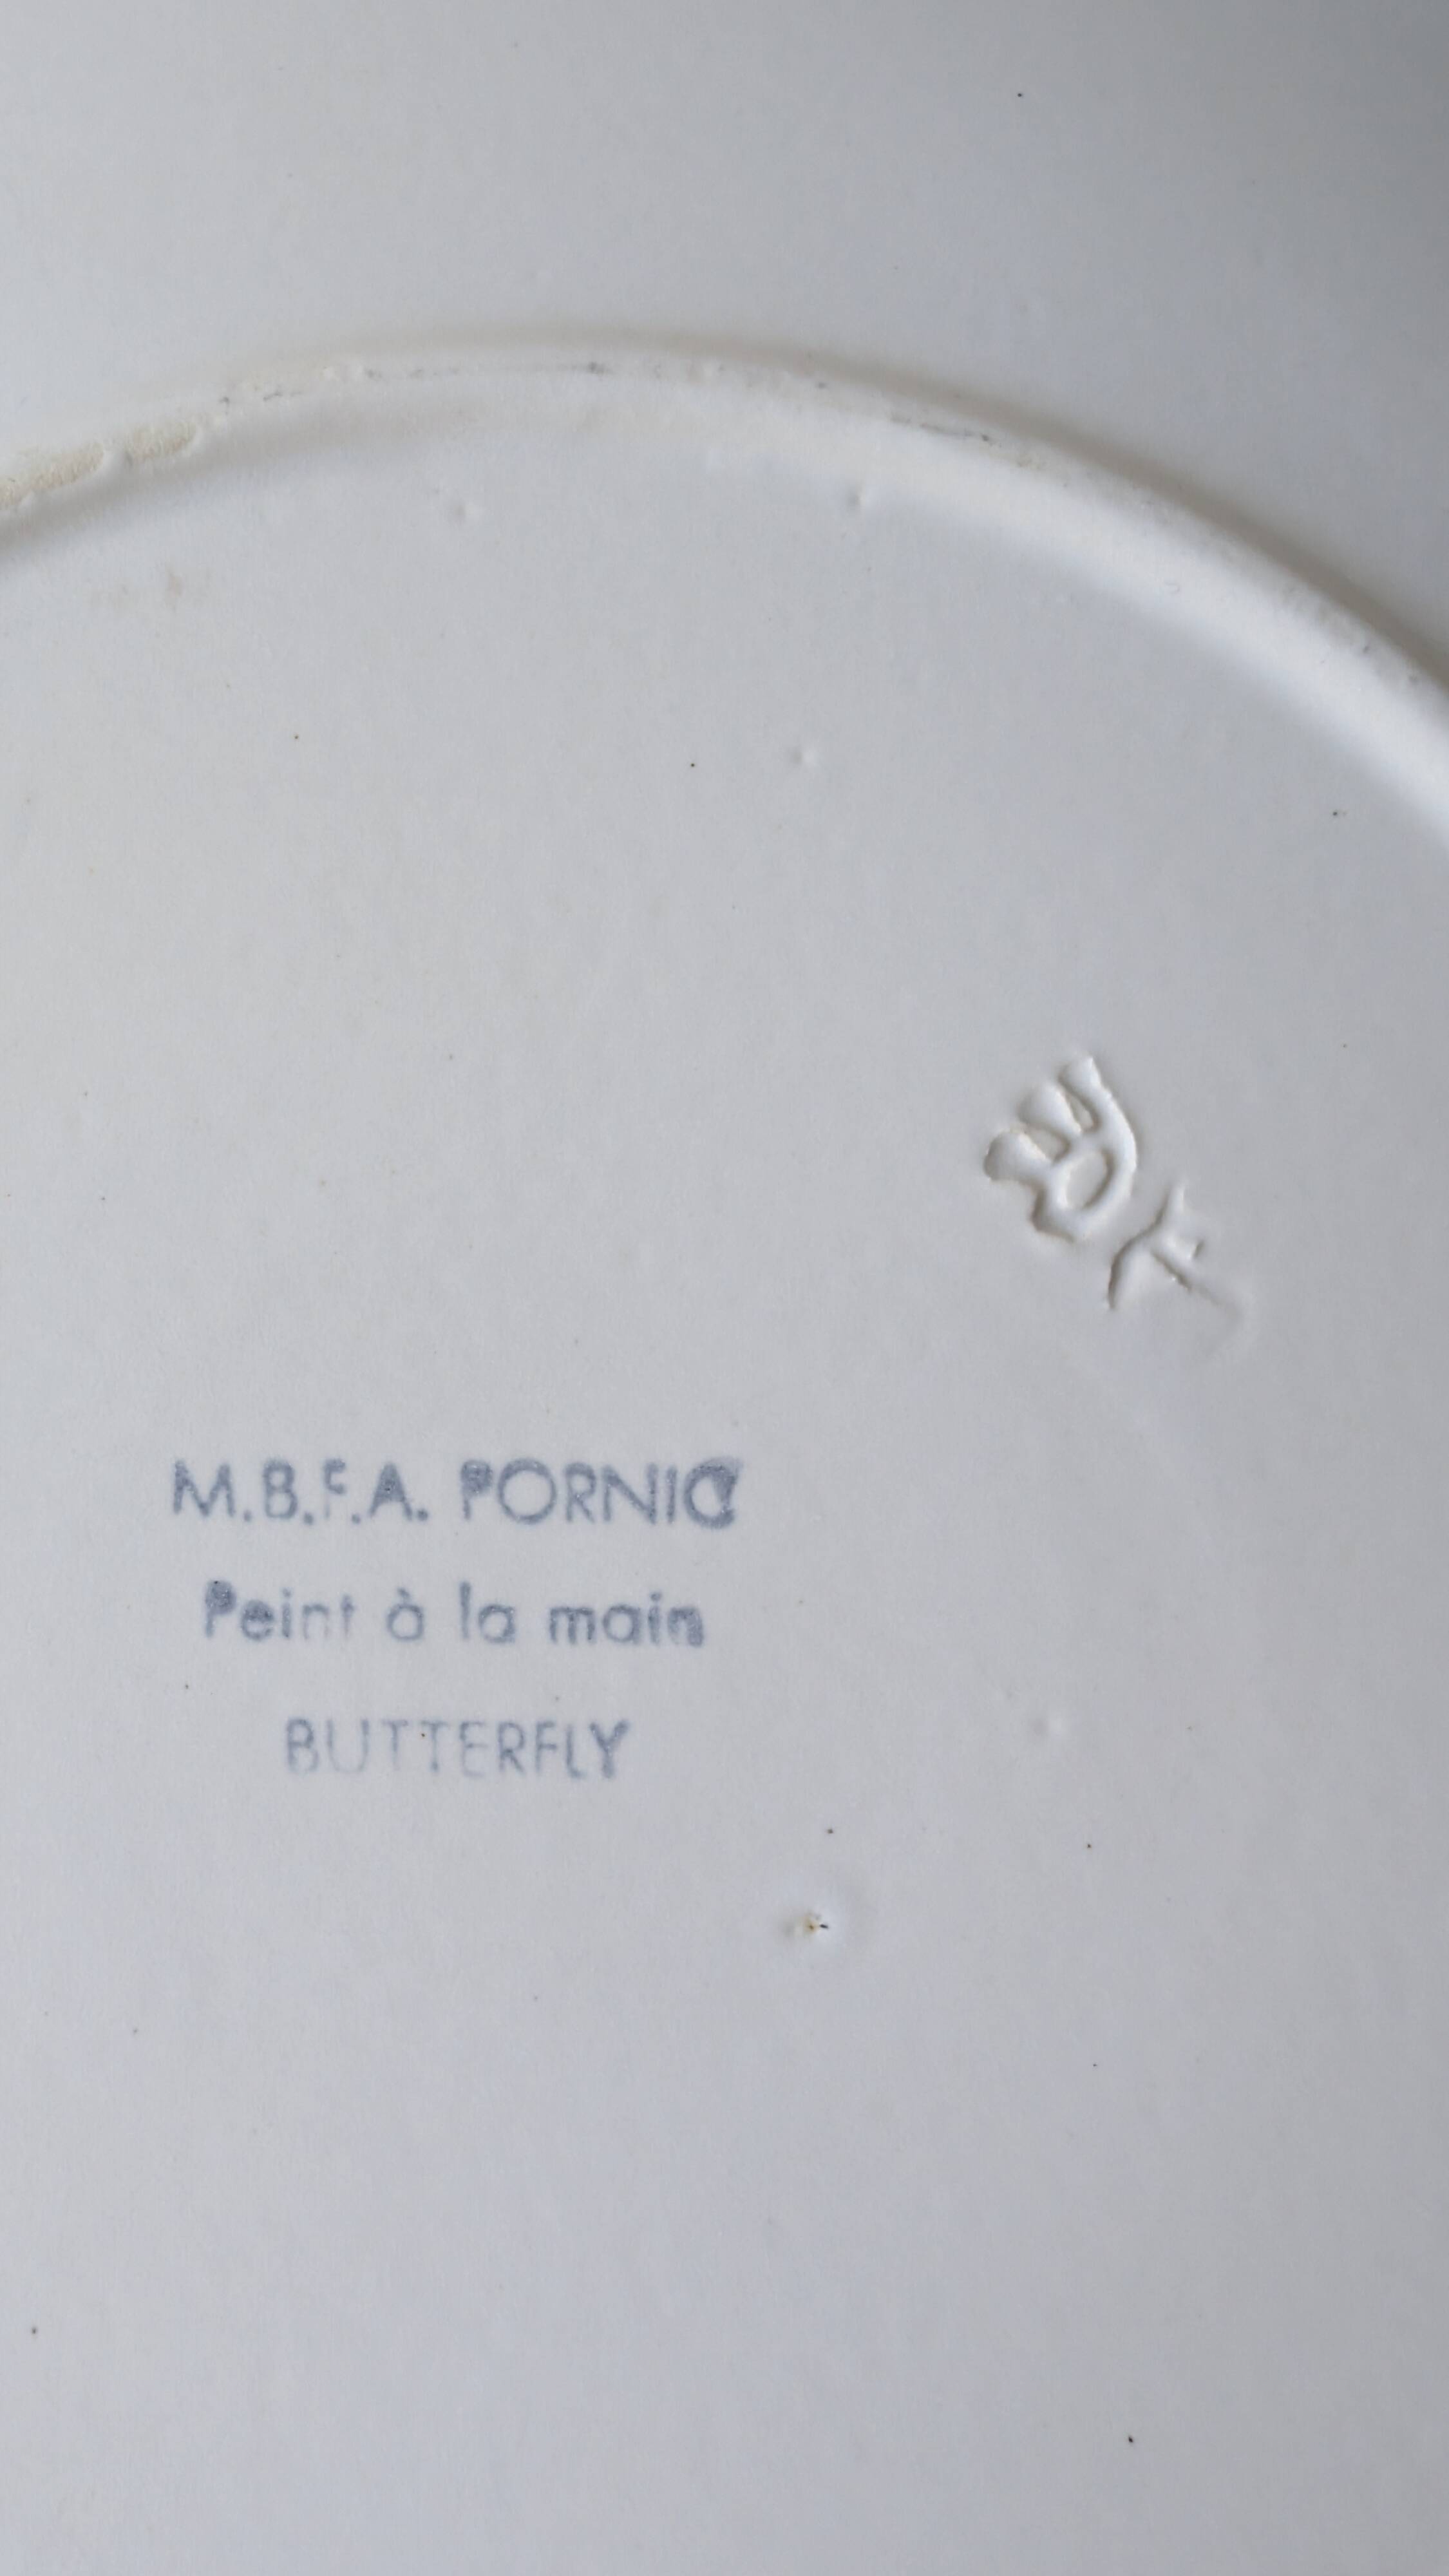 M.B.F.A. PORNIC
Peint à la main
BUTTERFLY